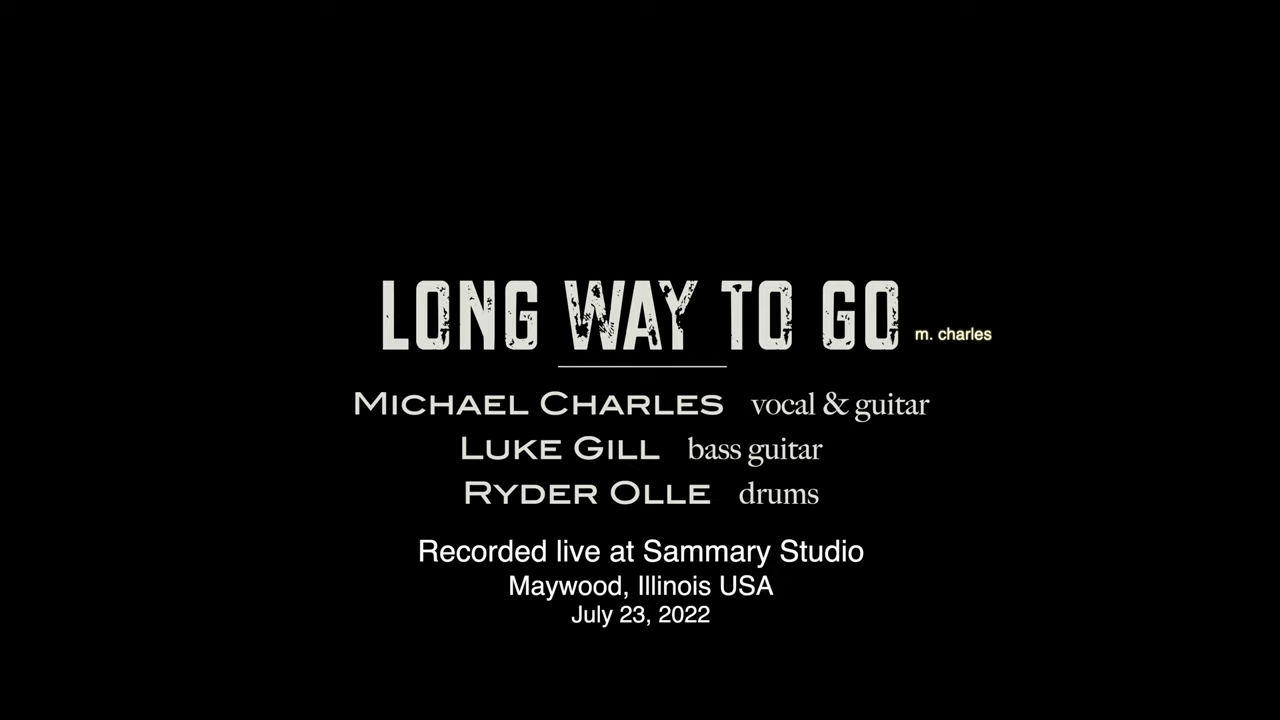 LONG WAY TO GO m. charles
MICHAEL CHARLES vocal & guitar
LUKE GILL bass guitar
RYDER OLLE drums
Recorded live at Sammary Studio
Maywood, Illinois USA
July 23, 2022